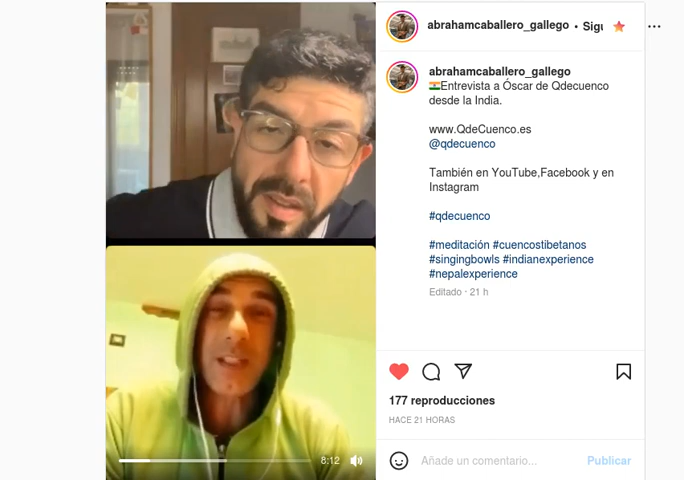 abrahamcaballero_gallego • Sigu
abrahamcaballero_gallego
Entrevista a Óscar de Qdecuenco
desde la India.
www.QdeCuenco.es
@qdecuenco
También en YouTube,Facebook y en
Instagram
#qdecuenco
#meditación #cuencostibetanos
#singingbowls #indianexperience
#nepalexperience
Editado · 21 h
177 reproducciones
HACE 21 HORAS
8:12
Añade un comentario...
Publicar